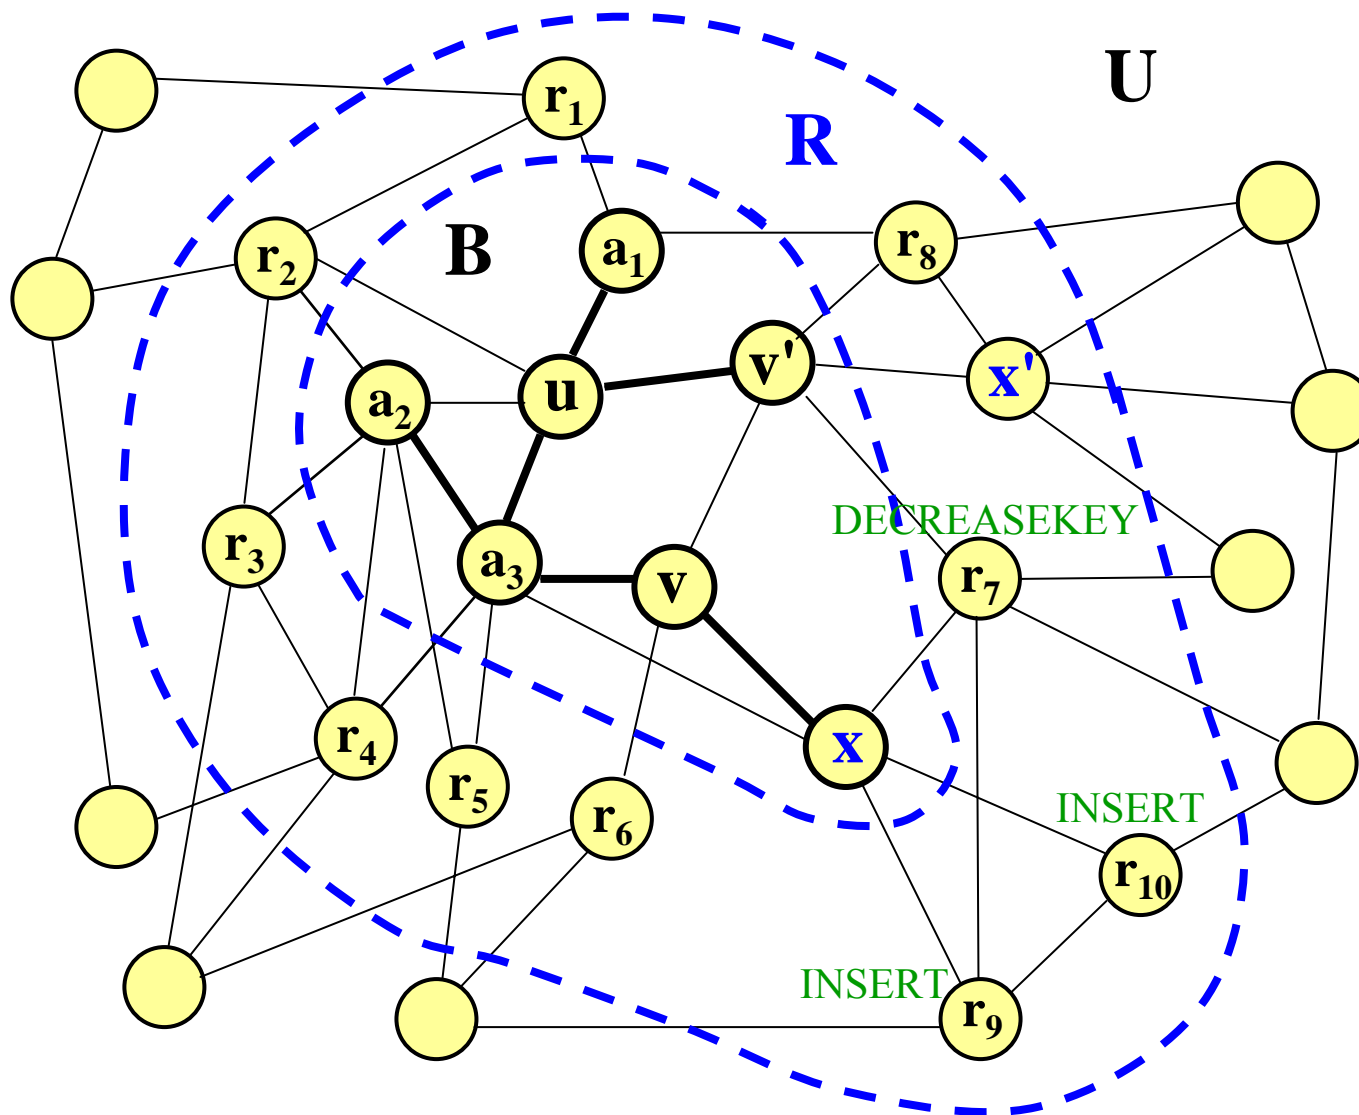 U
r₁
R
B
a₁
r₈
r₂
v'
x'
u
a₂
DECREASEKEY
r₃
a₃
v
r₇
r₄
x
r₅
r₆
INSERT
r₁₀
INSERT
r₉